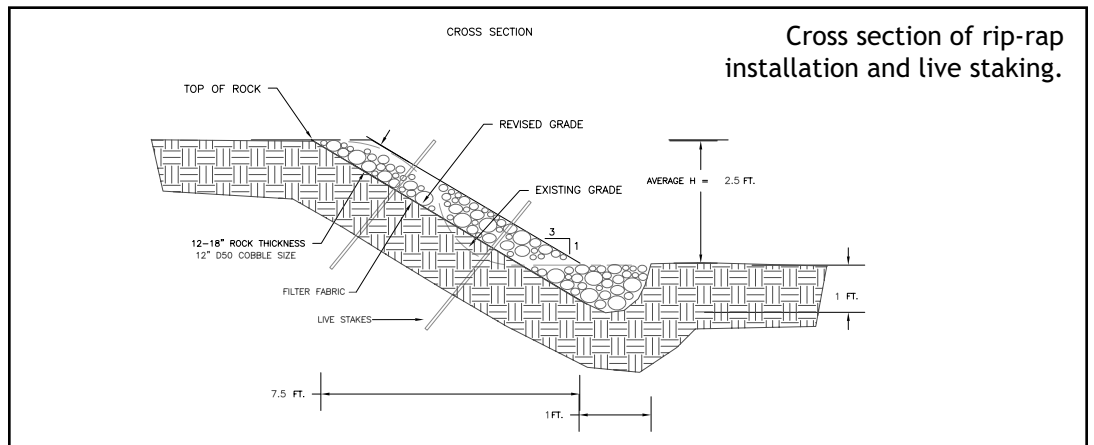 CROSS SECTION
Cross section of rip-rap
installation and live staking.
TOP OF ROCK
REVISED GRADE
EXISTING GRADE
AVERAGE H = 2.5 FT.
3
1
12-18" ROCK THICKNESS
12" D50 COBBLE SIZE
FILTER FABRIC
LIVE STAKES
1 FT.
7.5 FT.
1FT.